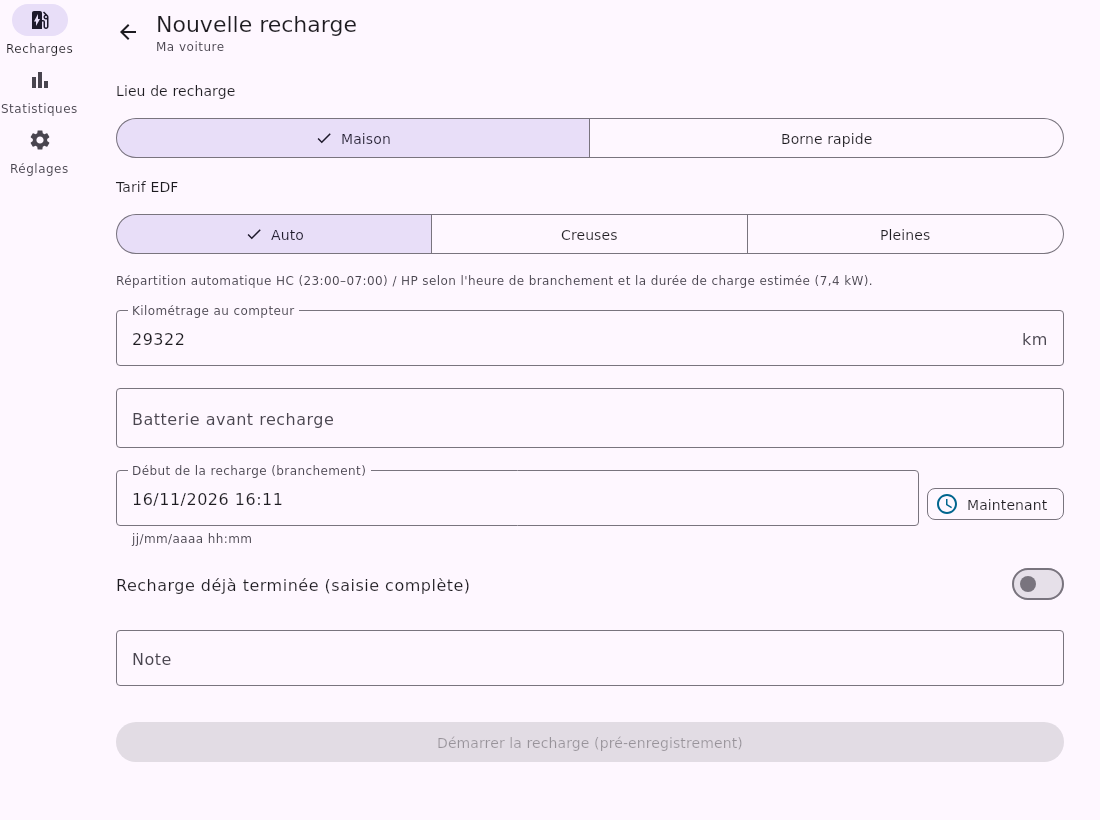 Recharges
Statistiques
Réglages
Nouvelle recharge
Ma voiture
Lieu de recharge
Maison
Borne rapide
Tarif EDF
Auto
Creuses
Pleines
Répartition automatique HC (23:00–07:00) / HP selon l'heure de branchement et la durée de charge estimée (7,4 kW).
Kilométrage au compteur
29322
km
Batterie avant recharge
Début de la recharge (branchement)
16/11/2026 16:11
Maintenant
jj/mm/aaaa hh:mm
Recharge déjà terminée (saisie complète)
Note
Démarrer la recharge (pré-enregistrement)